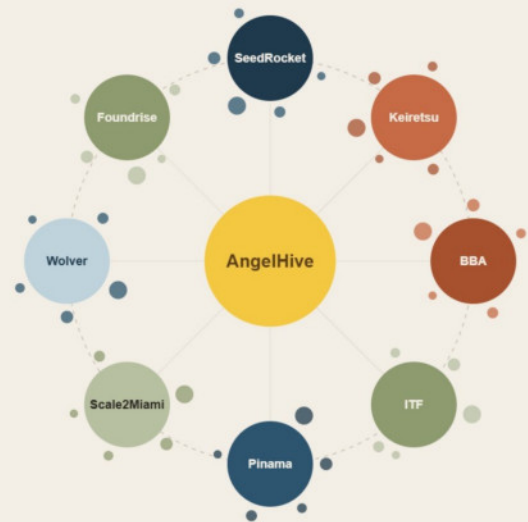 SeedRocket
Foundrise
Keiretsu
Wolver
AngelHive
BBA
Scale2Miami
ITF
Pinama